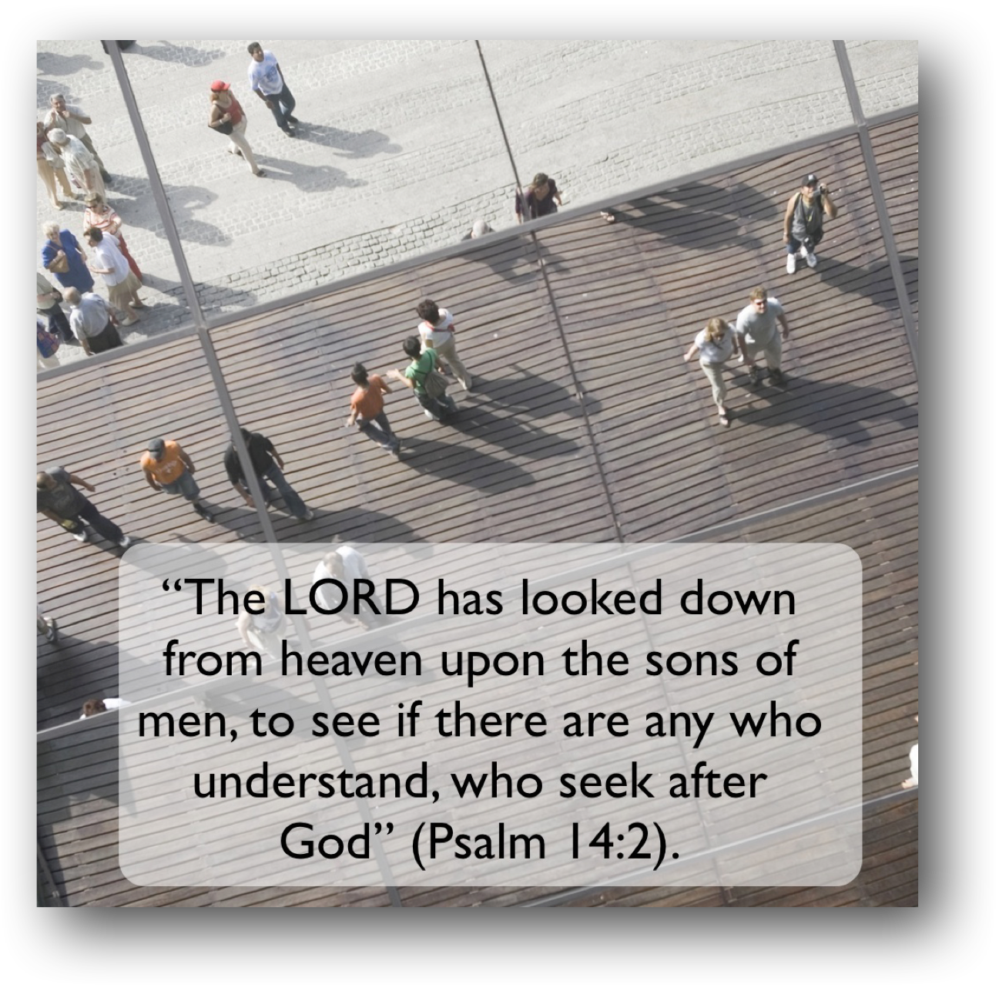 “The LORD has looked down
from heaven upon the sons of
men, to see if there are any who
understand, who seek after
God” (Psalm 14:2).